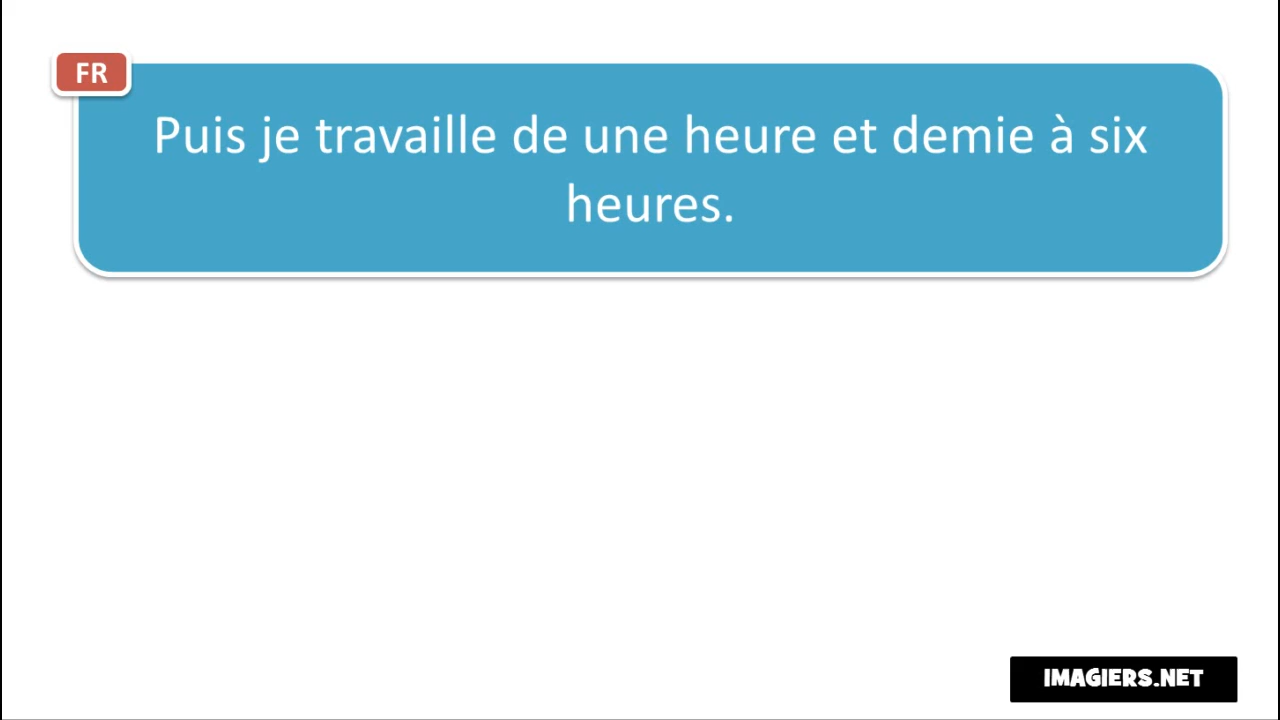 FR
Puis je travaille de une heure et demie à six
heures.
IMAGIERS.NET